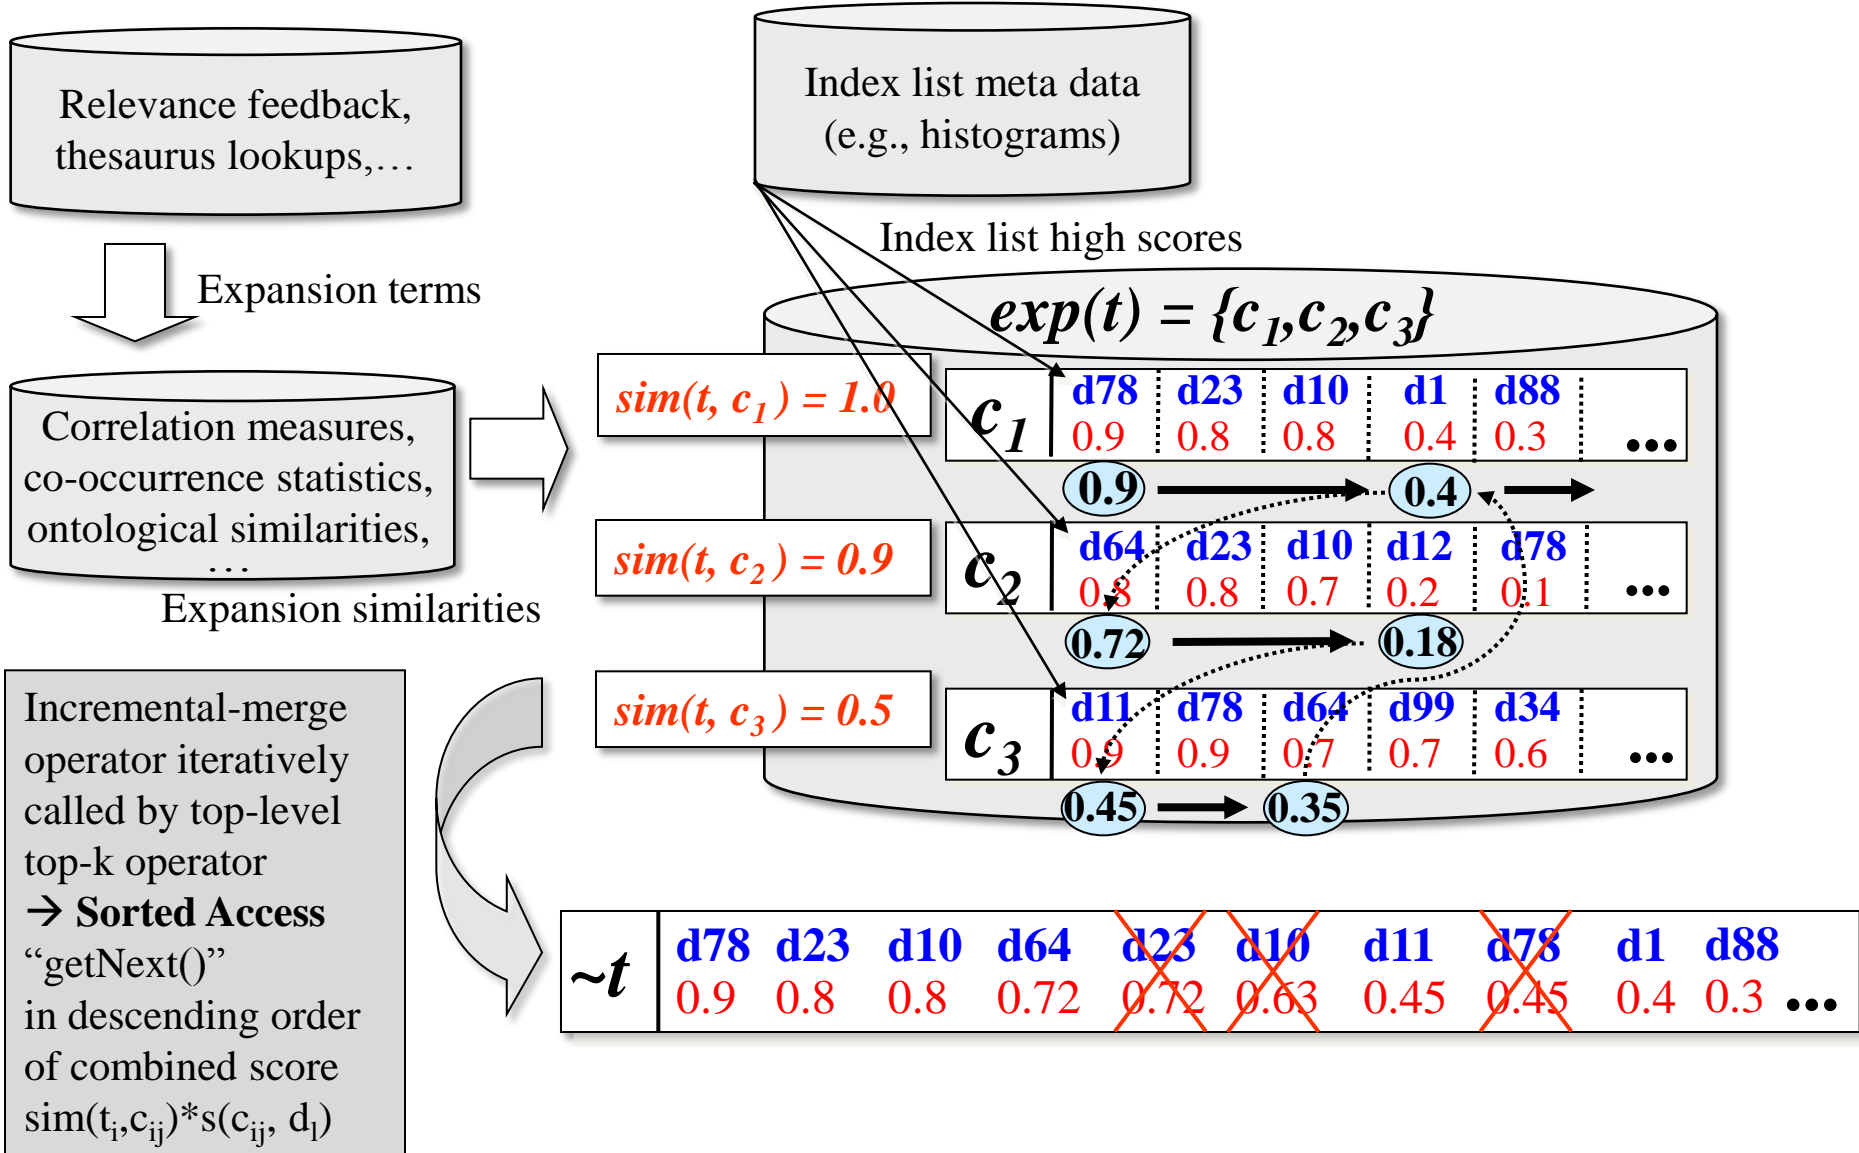 Relevance feedback,
thesaurus lookups,…
Index list meta data
(e.g., histograms)
Index list high scores
Expansion terms
exp(t) = {c1,c2,c3}
Correlation measures,
co-occurrence statistics,
ontological similarities,
…
Expansion similarities
sim(t, c1) = 1.0
c1 d78 d23 d10 d1 d88
0.9 0.8 0.8 0.4 0.3 ...
0.9 0.4
sim(t, c2) = 0.9
c2 d64 d23 d10 d12 d78
0.8 0.8 0.7 0.2 0.1 ...
0.72 0.18
sim(t, c3) = 0.5
c3 d11 d78 d64 d99 d34
0.9 0.9 0.7 0.7 0.6 ...
0.45 0.35
Incremental-merge
operator iteratively
called by top-level
top-k operator
→ Sorted Access
“getNext()”
in descending order
of combined score
sim(ti,cij)*s(cij, dl)
~t d78 d23 d10 d64 d23 d10 d11 d78 d1 d88
0.9 0.8 0.8 0.72 0.72 0.63 0.45 0.45 0.4 0.3 ...